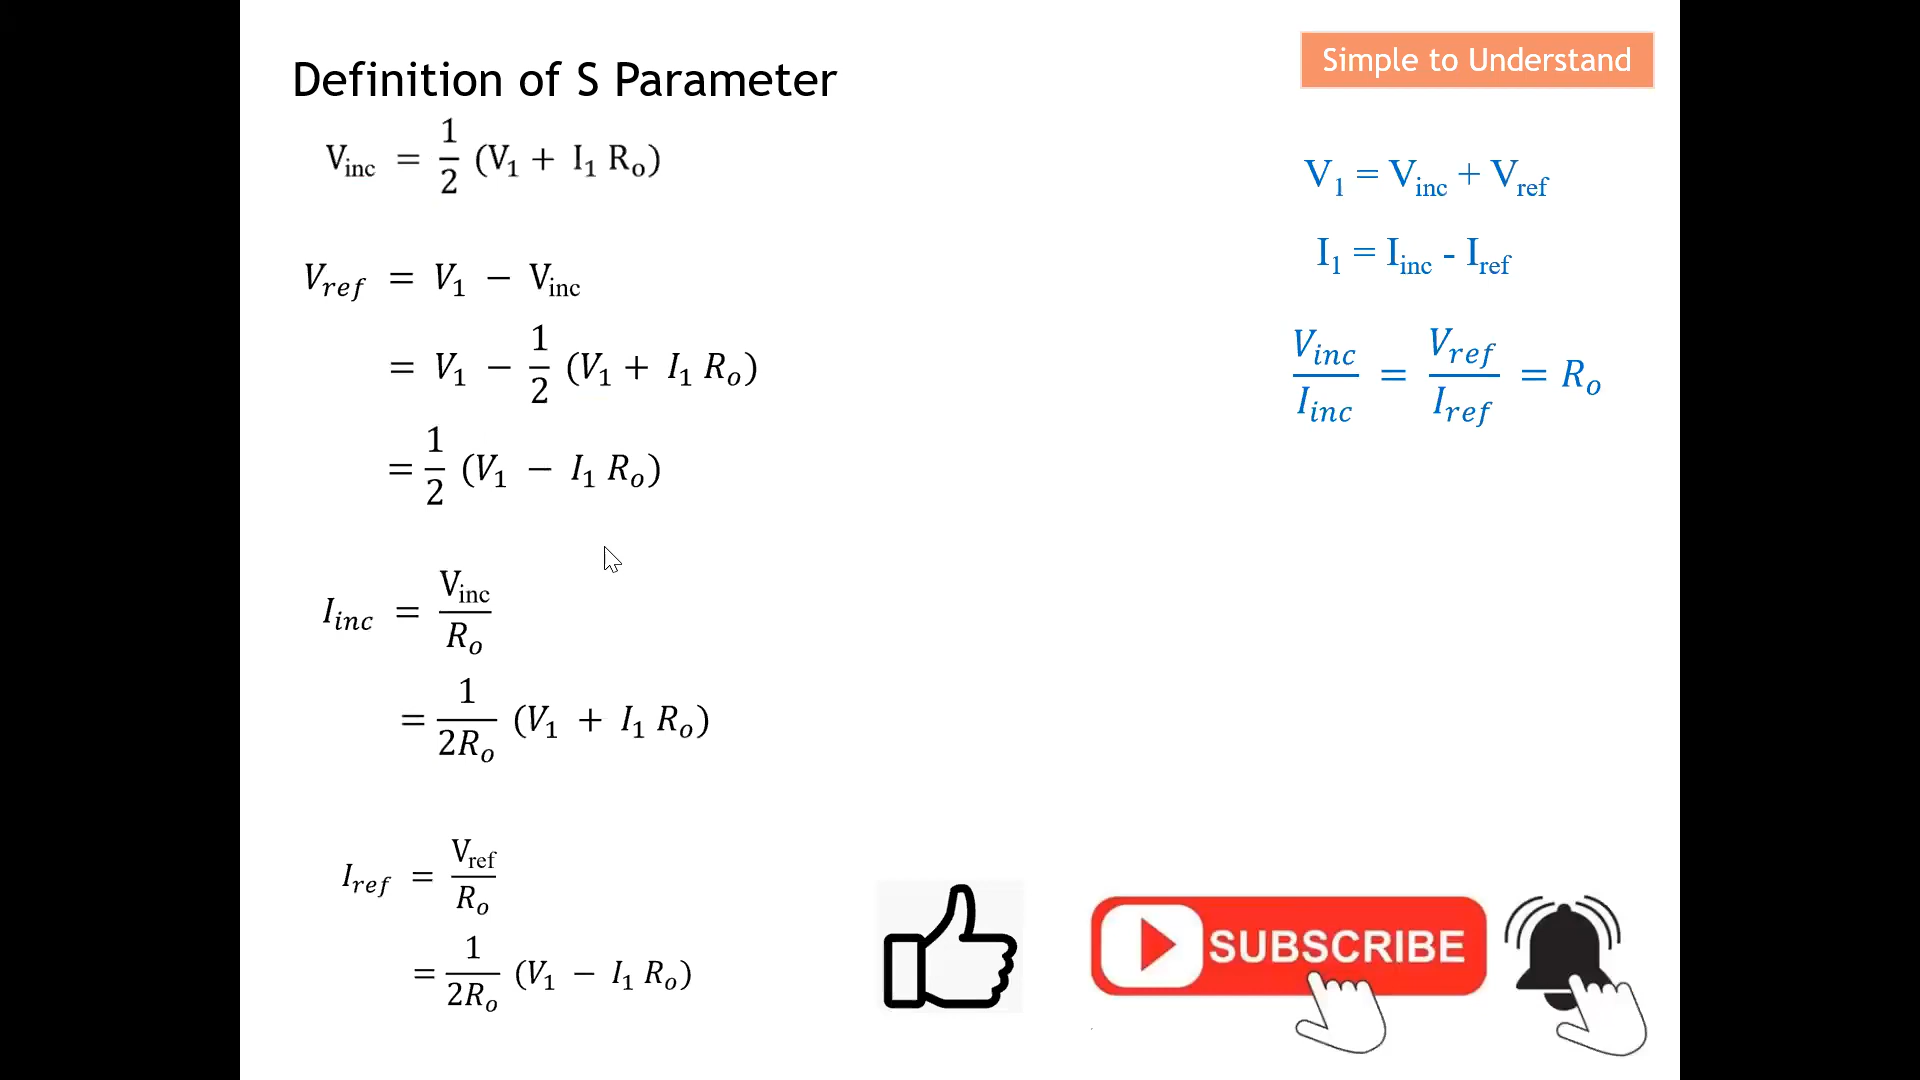 Definition of S Parameter
Simple to Understand
V_inc = 1/2 (V_1 + I_1 R_o)
V_ref = V_1 − V_inc
= V_1 − 1/2 (V_1 + I_1 R_o)
= 1/2 (V_1 − I_1 R_o)
I_inc = V_inc/R_o
= 1/2R_o (V_1 + I_1 R_o)
I_ref = V_ref/R_o
= 1/2R_o (V_1 − I_1 R_o)
V_1 = V_inc + V_ref
I_1 = I_inc - I_ref
V_inc/I_inc = V_ref/I_ref = R_o
SUBSCRIBE